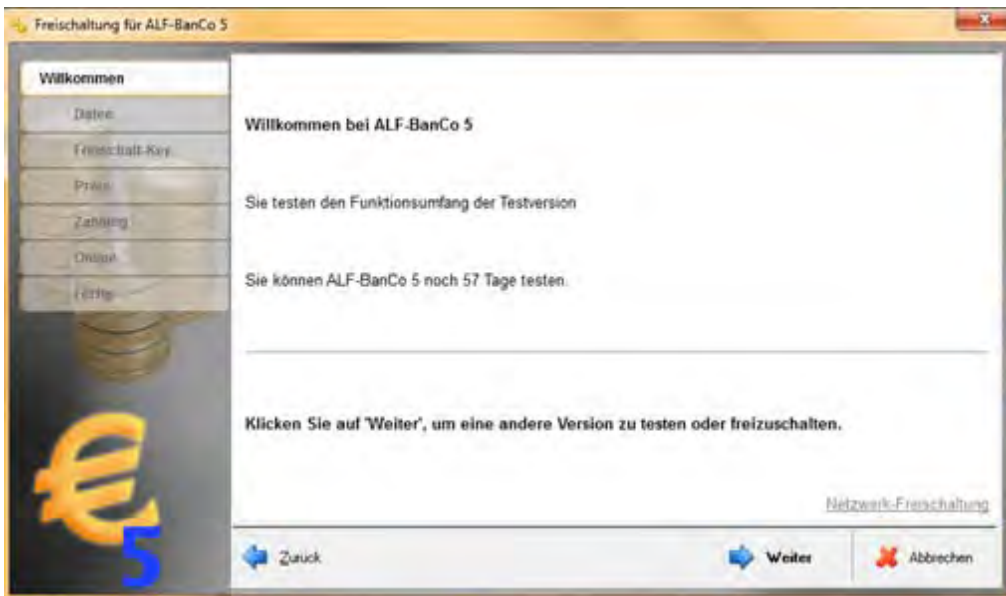 Freischaltung für ALF-BanCo 5
Willkommen
Daten
Freischalt-Key
Preis
Zahlung
Online
Fertig
Willkommen bei ALF-BanCo 5
Sie testen den Funktionsumfang der Testversion
Sie können ALF-BanCo 5 noch 57 Tage testen.
Klicken Sie auf 'Weiter', um eine andere Version zu testen oder freizuschalten.
Netzwerk-Freischaltung
€5
Zurück
Weiter
Abbrechen